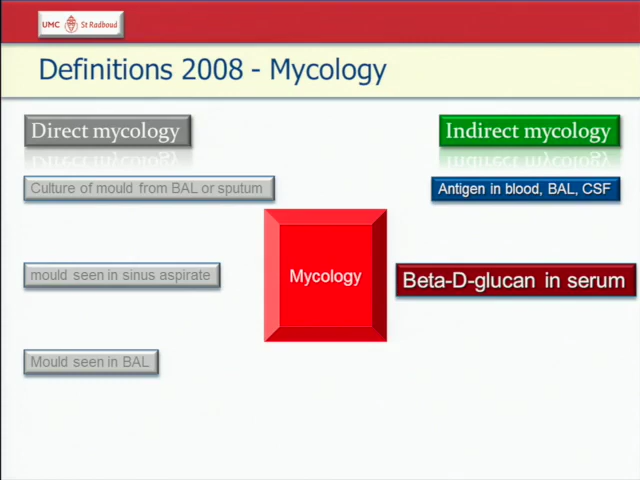 UMC St Radboud
Definitions 2008 - Mycology
Direct mycology
Indirect mycology
Culture of mould from BAL or sputum
Antigen in blood, BAL, CSF
mould seen in sinus aspirate
Mycology
Beta-D-glucan in serum
Mould seen in BAL